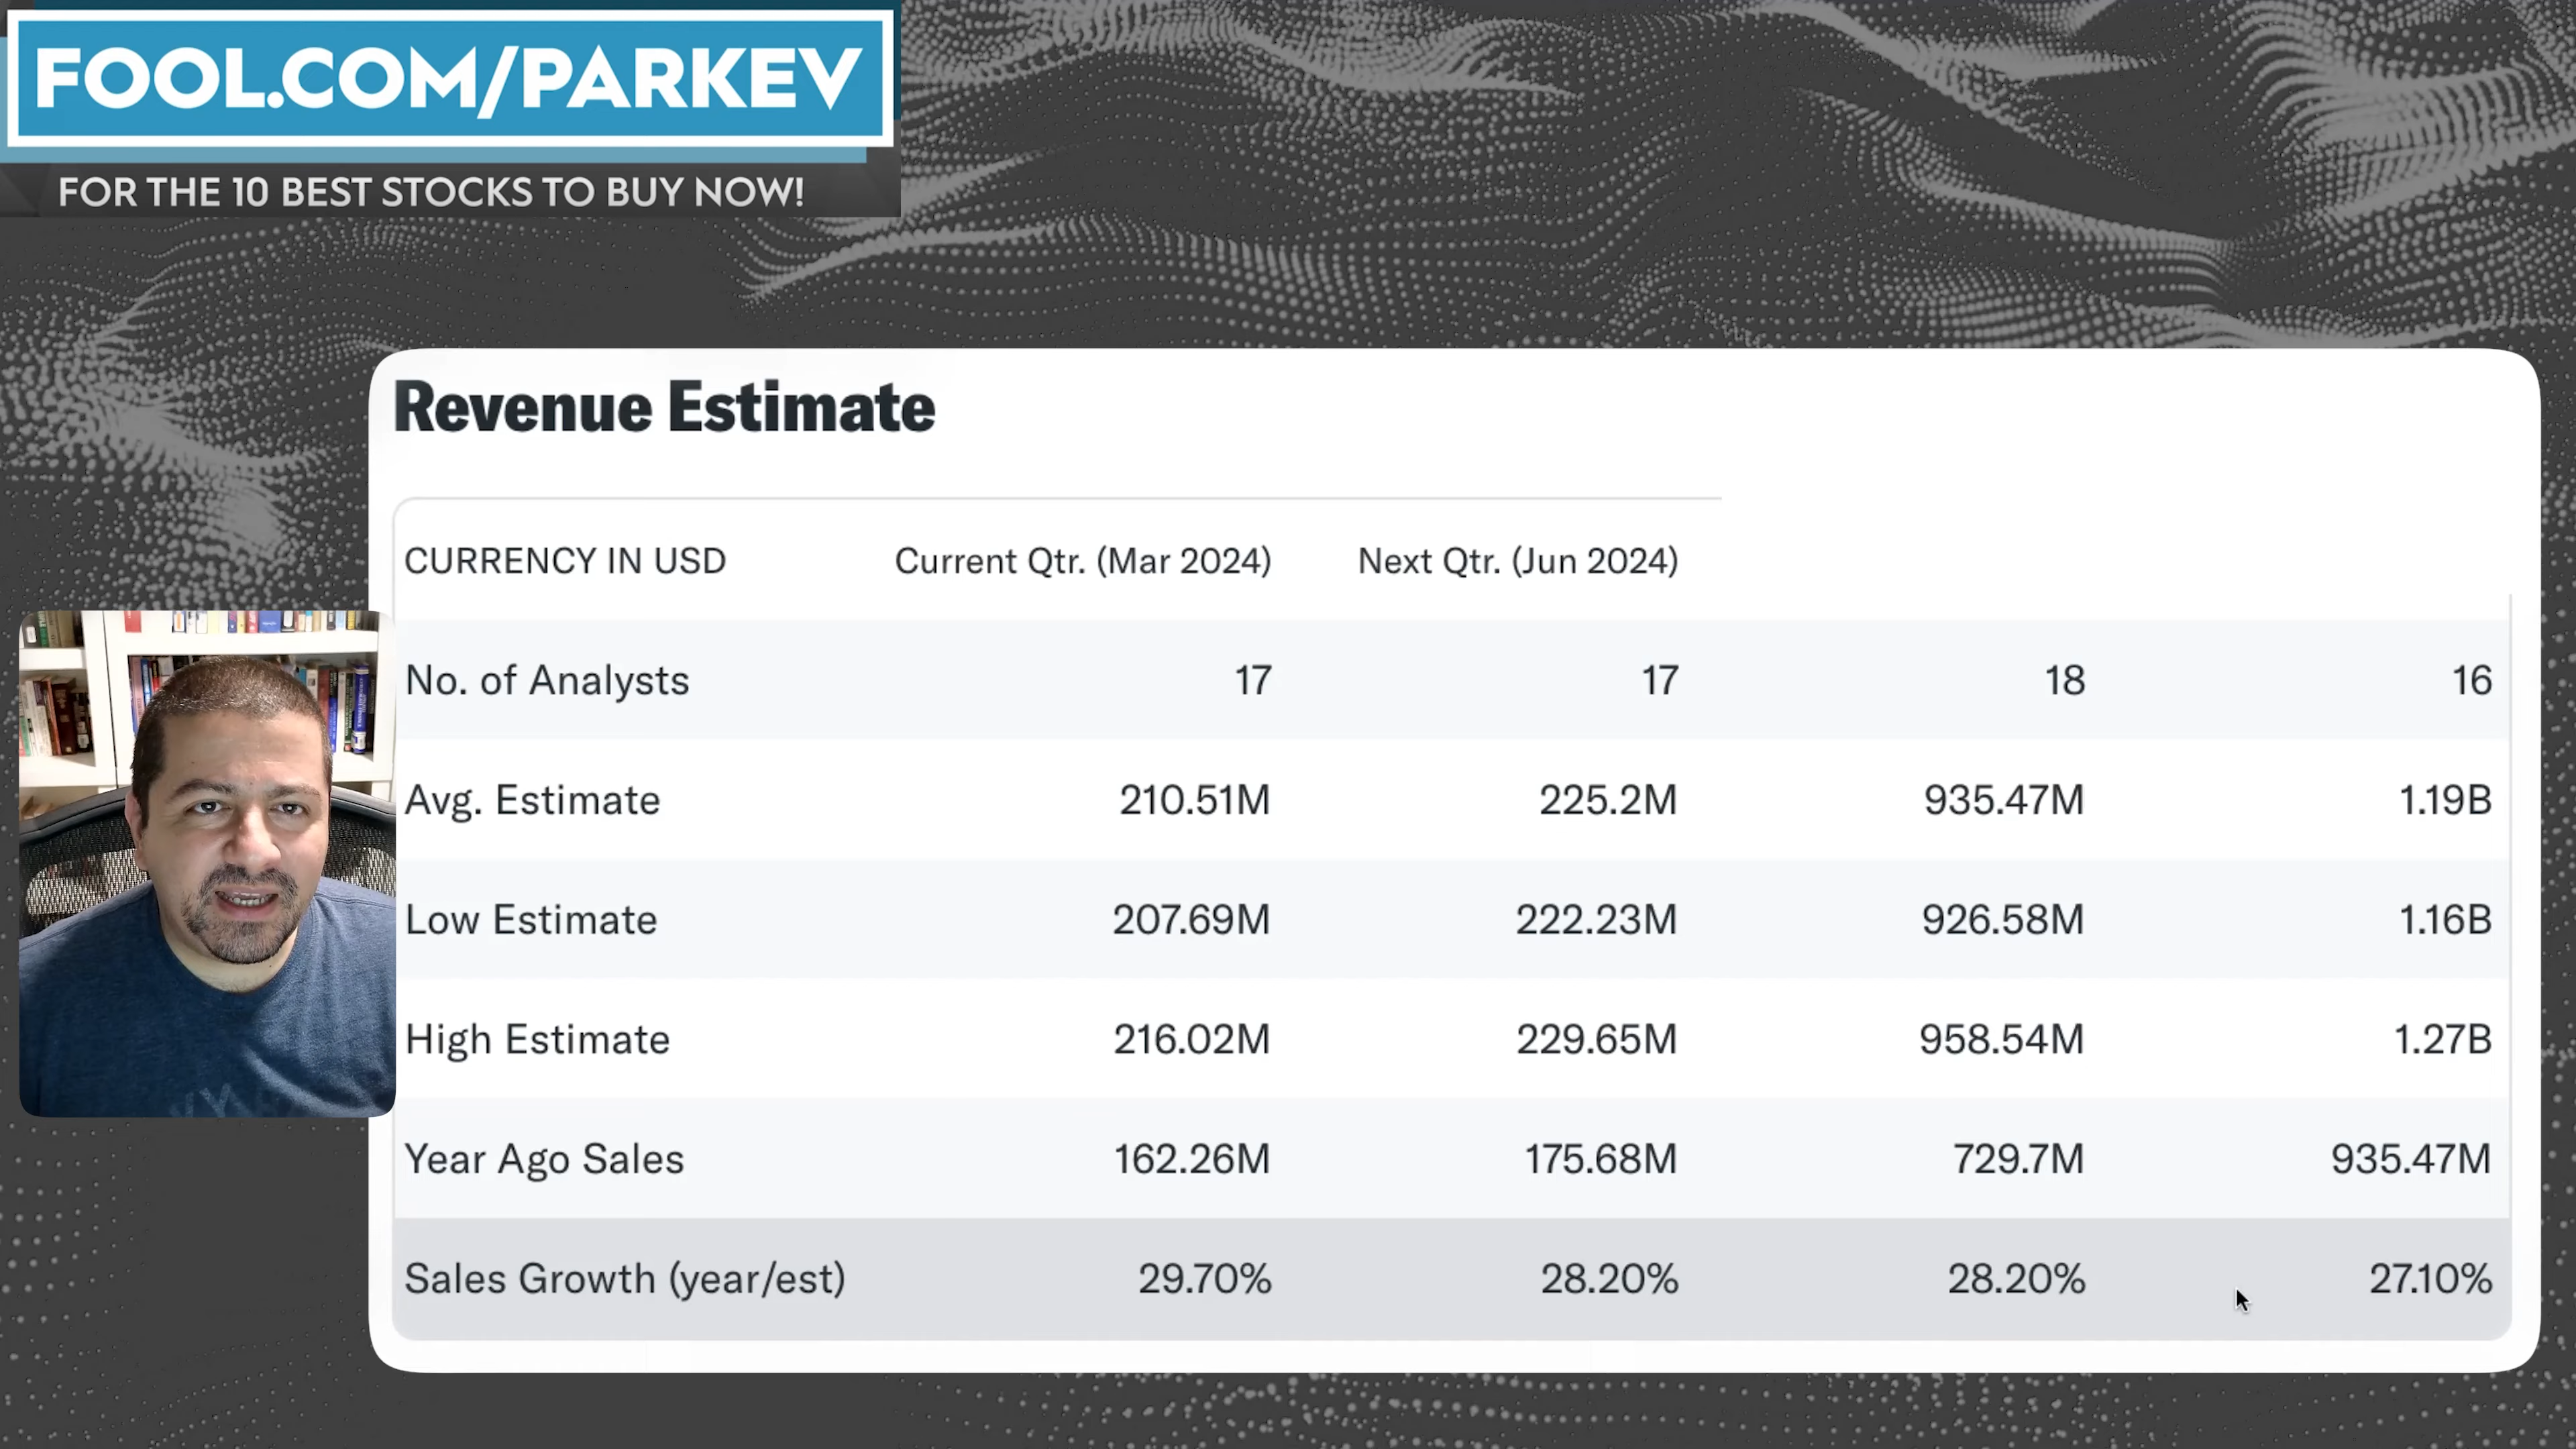 FOOL.COM/PARKEV
FOR THE 10 BEST STOCKS TO BUY NOW!
Revenue Estimate
CURRENCY IN USD Current Qtr. (Mar 2024) Next Qtr. (Jun 2024)
No. of Analysts 17 17 18 16
Avg. Estimate 210.51M 225.2M 935.47M 1.19B
Low Estimate 207.69M 222.23M 926.58M 1.16B
High Estimate 216.02M 229.65M 958.54M 1.27B
Year Ago Sales 162.26M 175.68M 729.7M 935.47M
Sales Growth (year/est) 29.70% 28.20% 28.20% 27.10%